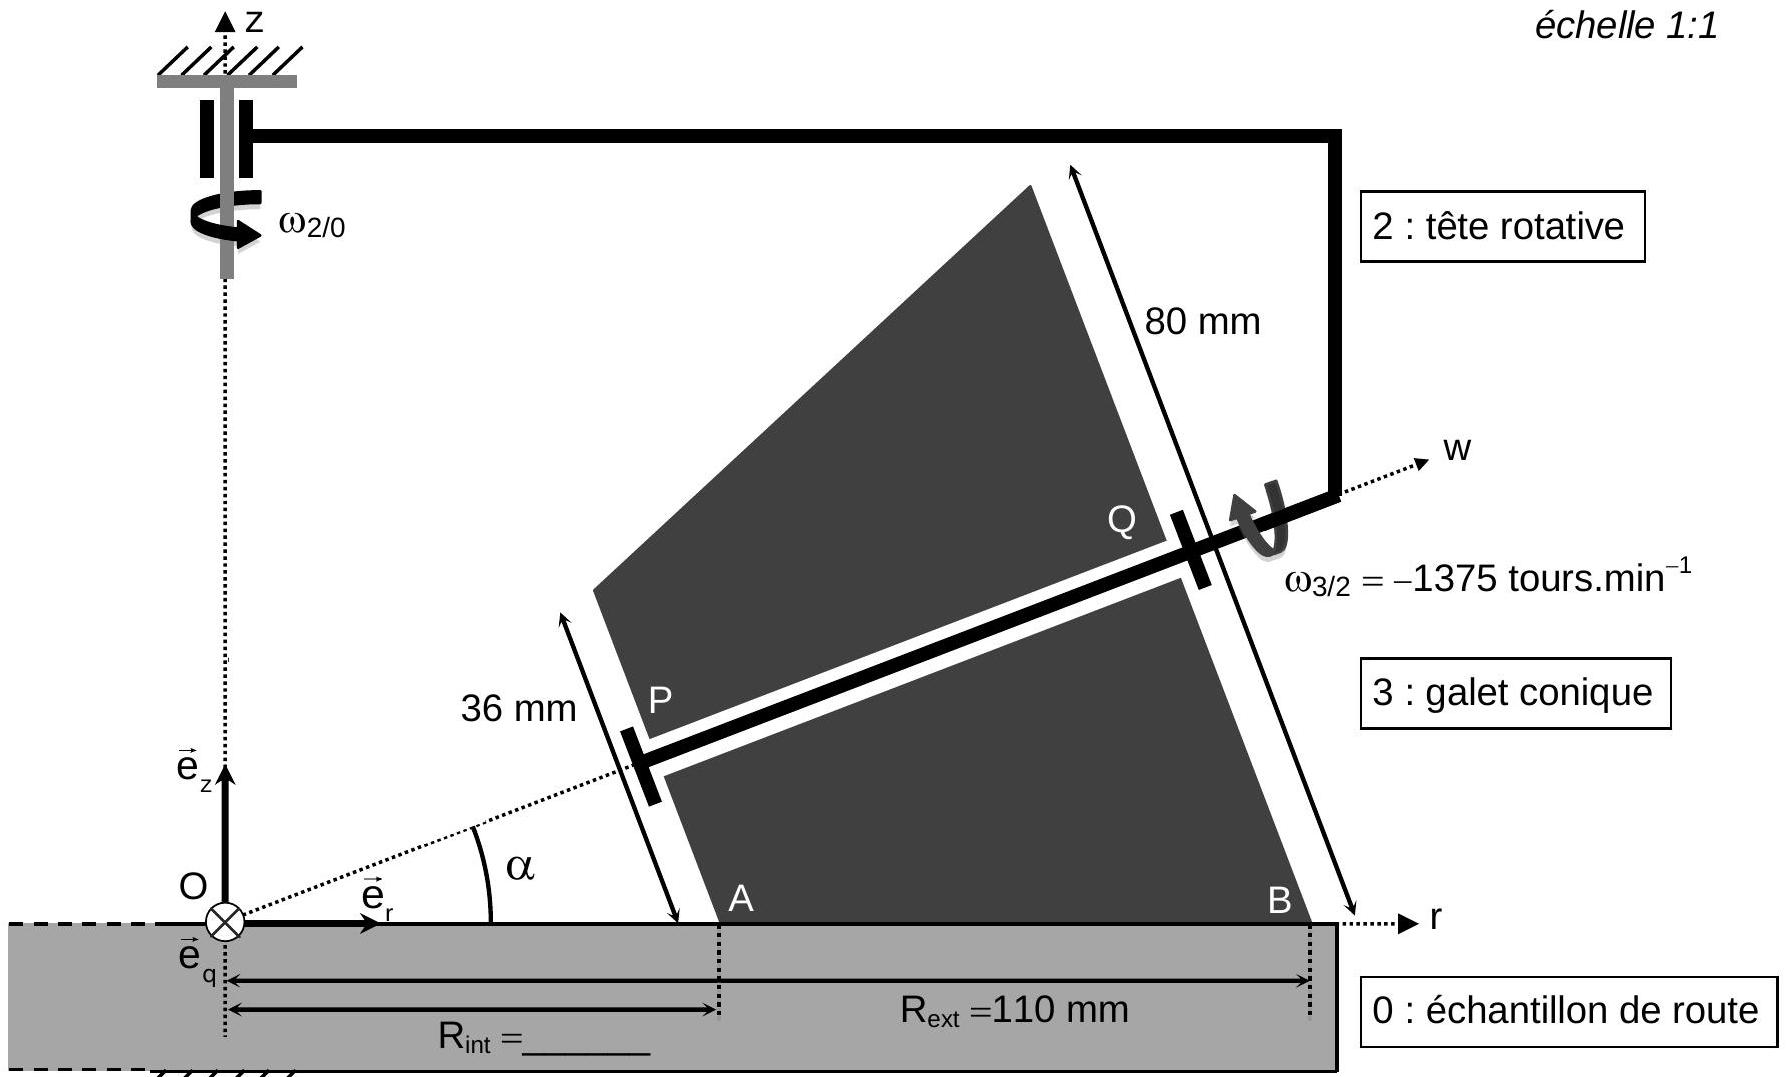 z
échelle 1:1
ω2/0
2 : tête rotative
80 mm
w
Q
ω3/2 = −1375 tours.min−1
P
36 mm
3 : galet conique
e⃗z
α
O
e⃗r
A
B
r
e⃗q
Rext =110 mm
Rint =______
0 : échantillon de route